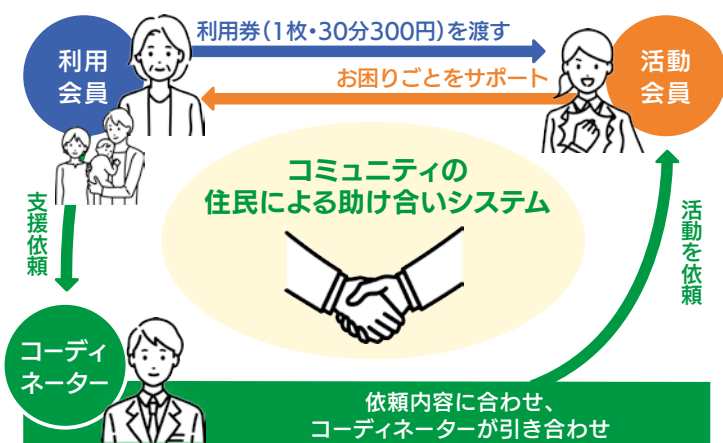 利用券（1枚・30分300円）を渡す
利用
会員
お困りごとをサポート
活動
会員
コミュニティの
住民による助け合いシステム
支援依頼
活動を依頼
コーディ
ネーター
依頼内容に合わせ、
コーディネーターが引き合わせ